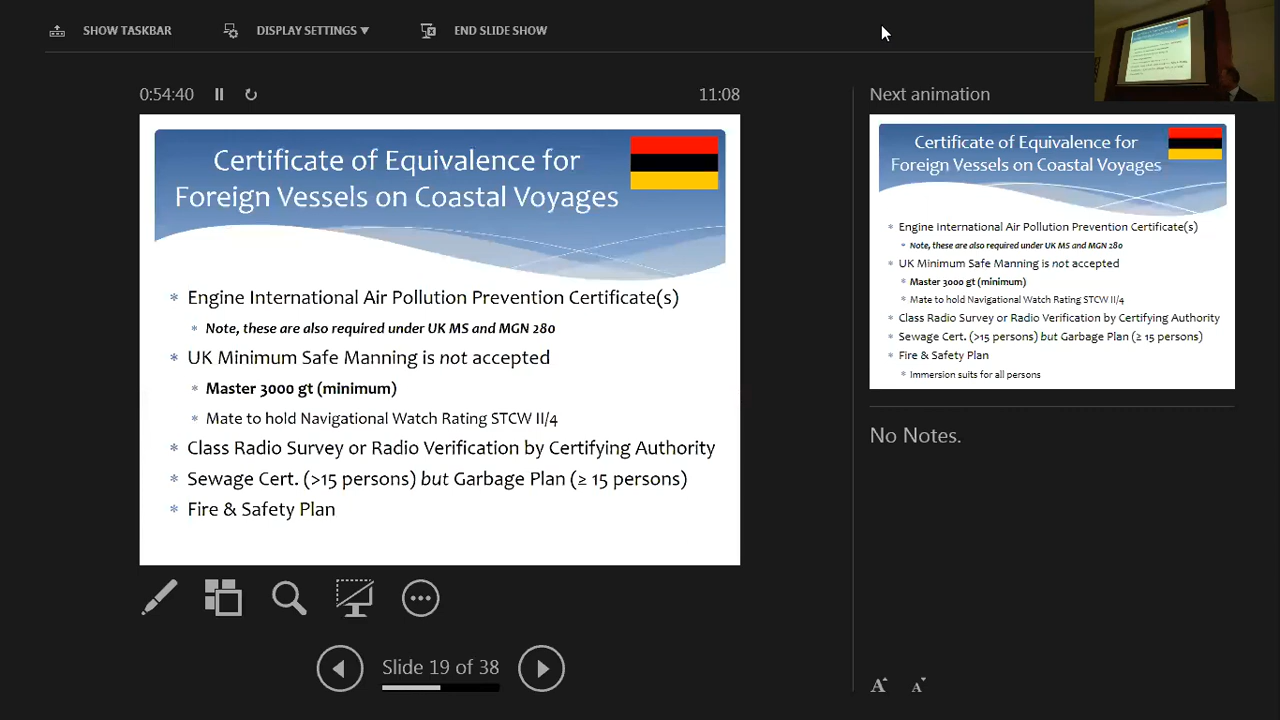 SHOW TASKBAR
DISPLAY SETTINGS ▼
END SLIDE SHOW
0:54:40
11:08
Next animation
Certificate of Equivalence for
Foreign Vessels on Coastal Voyages
* Engine International Air Pollution Prevention Certificate(s)
* Note, these are also required under UK MS and MGN 280
* UK Minimum Safe Manning is not accepted
* Master 3000 gt (minimum)
* Mate to hold Navigational Watch Rating STCW II/4
* Class Radio Survey or Radio Verification by Certifying Authority
* Sewage Cert. (>15 persons) but Garbage Plan (≥ 15 persons)
* Fire & Safety Plan
Certificate of Equivalence for
Foreign Vessels on Coastal Voyages
* Engine International Air Pollution Prevention Certificate(s)
* Note, these are also required under UK MS and MGN 280
* UK Minimum Safe Manning is not accepted
* Master 3000 gt (minimum)
* Mate to hold Navigational Watch Rating STCW II/4
* Class Radio Survey or Radio Verification by Certifying Authority
* Sewage Cert. (>15 persons) but Garbage Plan (≥ 15 persons)
* Fire & Safety Plan
* Immersion suits for all persons
No Notes.
Slide 19 of 38
A A